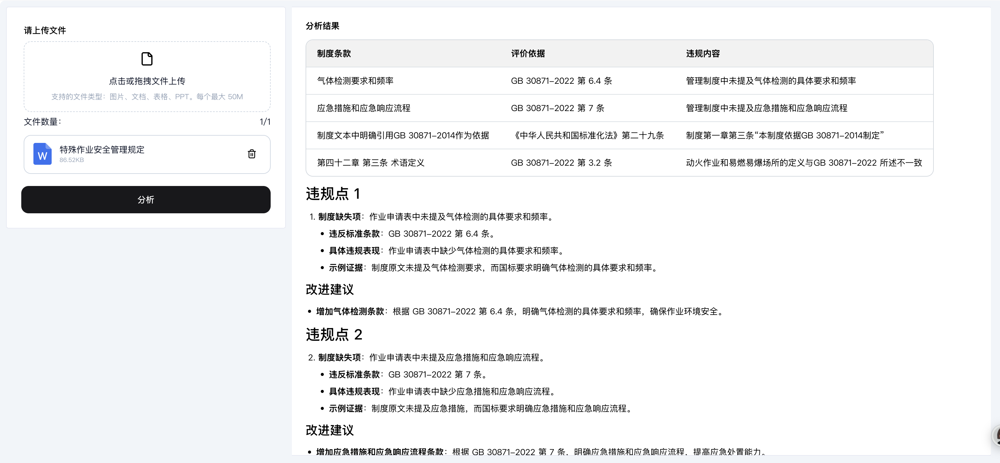 请上传文件
点击或拖拽文件上传
支持的文件类型：图片、文档、表格、PPT。每个最大 50M
文件数量： 1/1
W
特殊作业安全管理规定
86.52KB
分析
分析结果
制度条款 评价依据 违规内容
气体检测要求和频率 GB 30871–2022 第 6.4 条 管理制度中未提及气体检测的具体要求和频率
应急措施和应急响应流程 GB 30871–2022 第 7 条 管理制度中未提及应急措施和应急响应流程
制度文本中明确引用GB 30871–2014作为依据 《中华人民共和国标准化法》第二十九条 制度第一章第三条“本制度依据GB 30871–2014制定”
第四十二章 第三条 术语定义 GB 30871–2022 第 3.2 条 动火作业和易燃易爆场所的定义与GB 30871–2022 所述不一致
违规点 1
1. 制度缺失项：作业申请表中未提及气体检测的具体要求和频率。
• 违反标准条款：GB 30871–2022 第 6.4 条。
• 具体违规表现：作业申请表中缺少气体检测的具体要求和频率。
• 示例证据：制度原文未提及气体检测要求，而国标要求明确气体检测的具体要求和频率。
改进建议
• 增加气体检测条款：根据 GB 30871–2022 第 6.4 条，明确气体检测的具体要求和频率，确保作业环境安全。
违规点 2
2. 制度缺失项：作业申请表中未提及应急措施和应急响应流程。
• 违反标准条款：GB 30871–2022 第 7 条。
• 具体违规表现：作业申请表中缺少应急措施和应急响应流程。
• 示例证据：制度原文未提及应急措施，而国标要求明确应急措施和应急响应流程。
改进建议
• 增加应急措施和应急响应流程条款：根据 GB 30871–2022 第 7 条，明确应急措施和应急响应流程，提高应急处置能力。